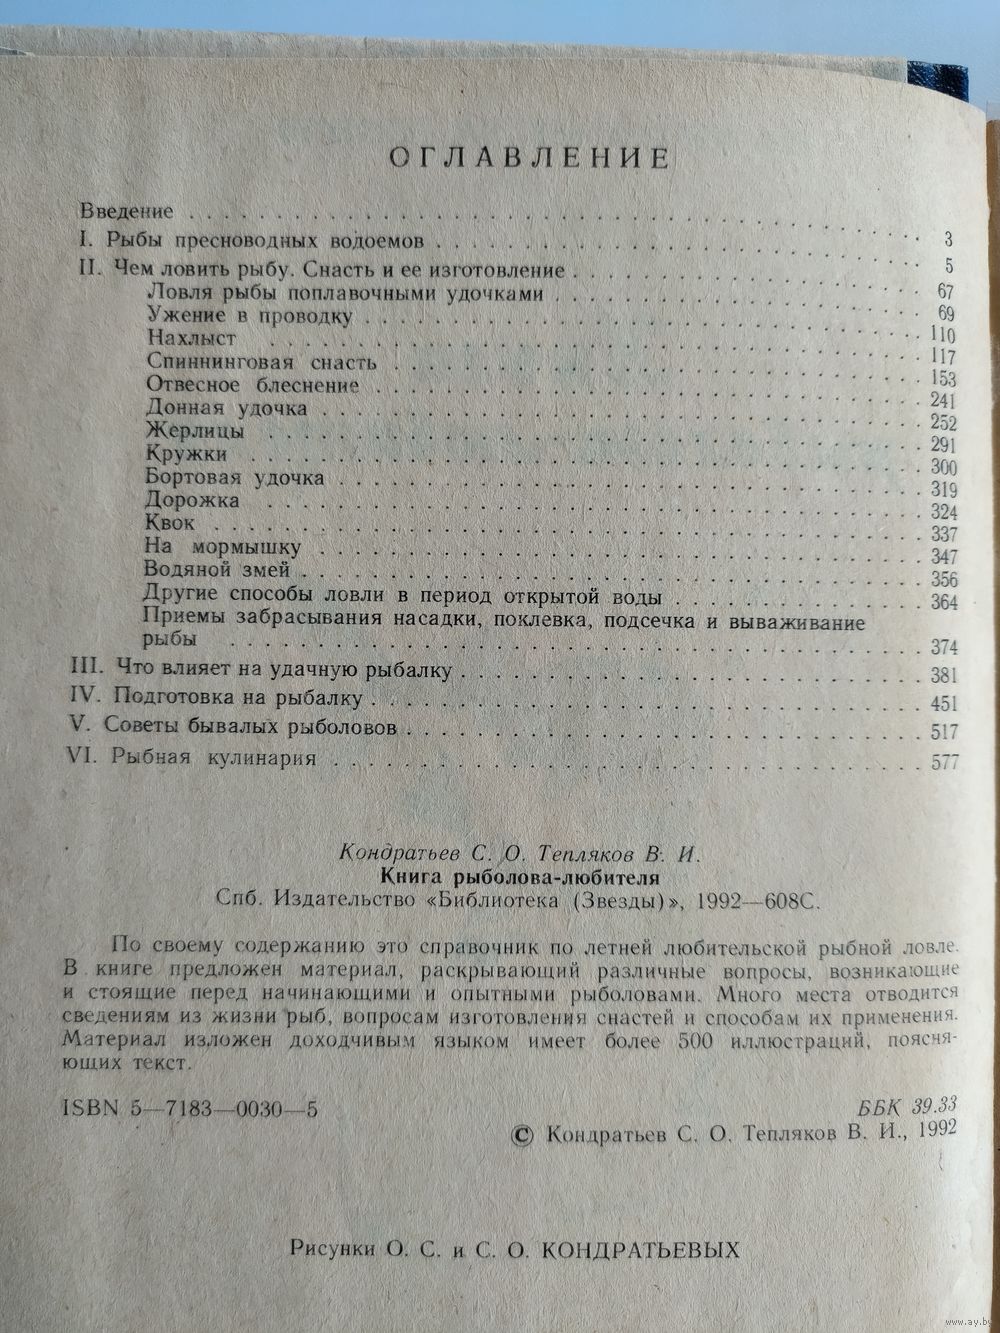 ОГЛАВЛЕНИЕ
Введение . . . . . . . . . . 3
I. Рыбы пресноводных водоемов . . . . . . . . . . 5
II. Чем ловить рыбу. Снасть и ее изготовление . . . . . . . . . . 67
Ловля рыбы поплавочными удочками . . . . . . . . . . 69
Ужение в проводку . . . . . . . . . . 110
Нахлыст . . . . . . . . . . 117
Спиннинговая снасть . . . . . . . . . . 153
Отвесное блеснение . . . . . . . . . . 241
Донная удочка . . . . . . . . . . 252
Жерлицы . . . . . . . . . . 291
Кружки . . . . . . . . . . 300
Бортовая удочка . . . . . . . . . . 319
Дорожка . . . . . . . . . . 324
Квок . . . . . . . . . . 337
На мормышку . . . . . . . . . . 347
Водяной змей . . . . . . . . . . 356
Другие способы ловли в период открытой воды . . . . . . . . . . 364
Приемы забрасывания насадки, поклевка, подсечка и вываживание
рыбы . . . . . . . . . . 374
III. Что влияет на удачную рыбалку . . . . . . . . . . 381
IV. Подготовка на рыбалку . . . . . . . . . . 451
V. Советы бывалых рыболовов . . . . . . . . . . 517
VI. Рыбная кулинария . . . . . . . . . . 577
Кондратьев С. О. Тепляков В. И.
Книга рыболова-любителя
Спб. Издательство «Библиотека (Звезды)», 1992—608С.
По своему содержанию это справочник по летней любительской рыбной ловле.
В книге предложен материал, раскрывающий различные вопросы, возникающие
и стоящие перед начинающими и опытными рыболовами. Много места отводится
сведениям из жизни рыб, вопросам изготовления снастей и способам их применения.
Материал изложен доходчивым языком имеет более 500 иллюстраций, поясня-
ющих текст.
ISBN 5—7183—0030—5
ББК 39.33
© Кондратьев С. О. Тепляков В. И., 1992
Рисунки О. С. и С. О. КОНДРАТЬЕВЫХ
www.ay.by